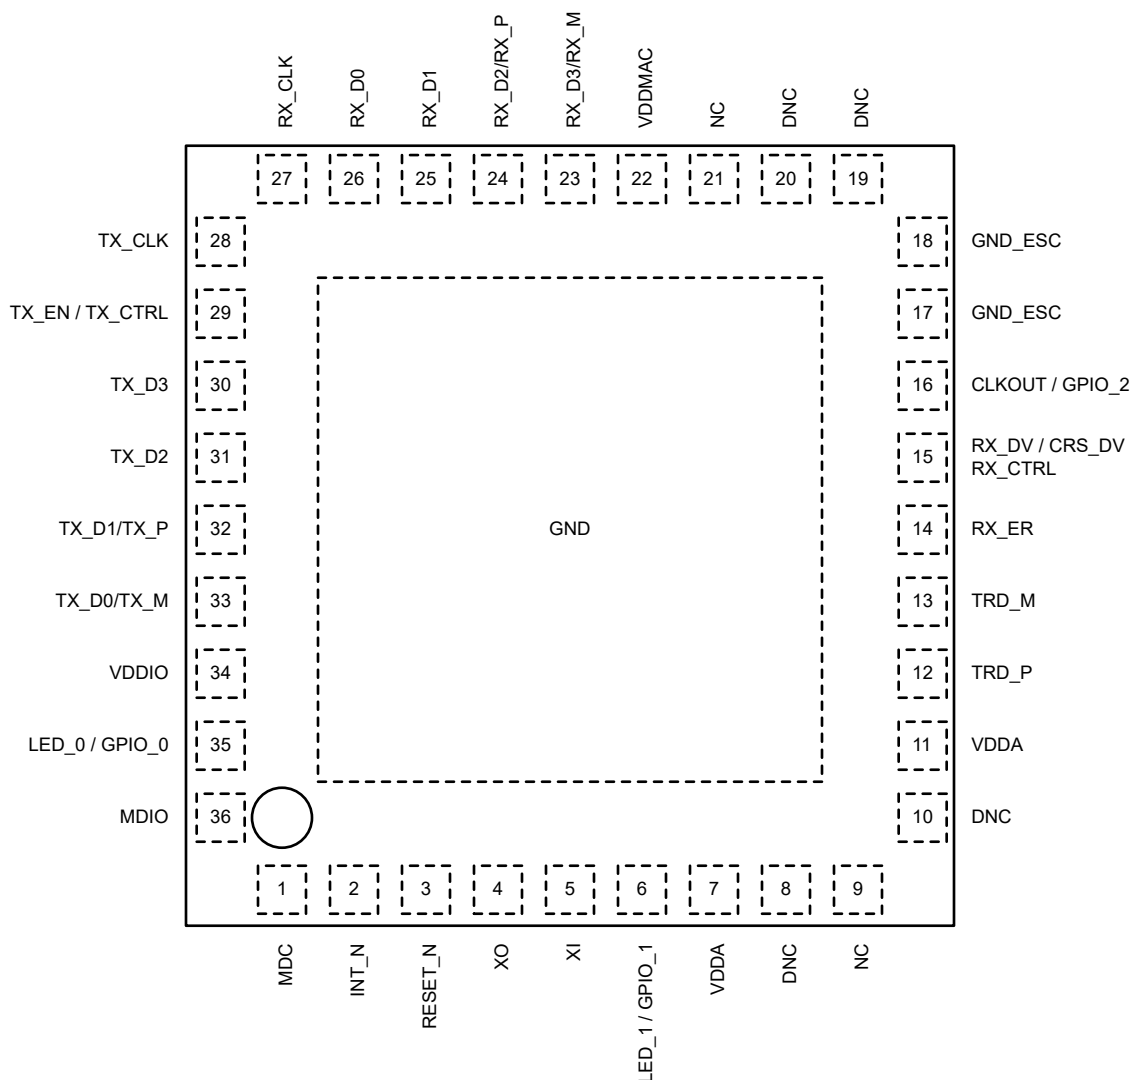 RX_CLK
RX_D0
RX_D1
RX_D2/RX_P
RX_D3/RX_M
VDDMAC
NC
DNC
DNC
27
26
25
24
23
22
21
20
19
TX_CLK
28
18
GND_ESC
TX_EN / TX_CTRL
29
17
GND_ESC
TX_D3
30
16
CLKOUT / GPIO_2
TX_D2
31
15
RX_DV / CRS_DV
RX_CTRL
TX_D1/TX_P
32
GND
14
RX_ER
TX_D0/TX_M
33
13
TRD_M
VDDIO
34
12
TRD_P
LED_0 / GPIO_0
35
11
VDDA
MDIO
36
10
DNC
1
2
3
4
5
6
7
8
9
MDC
INT_N
RESET_N
XO
XI
LED_1 / GPIO_1
VDDA
DNC
NC